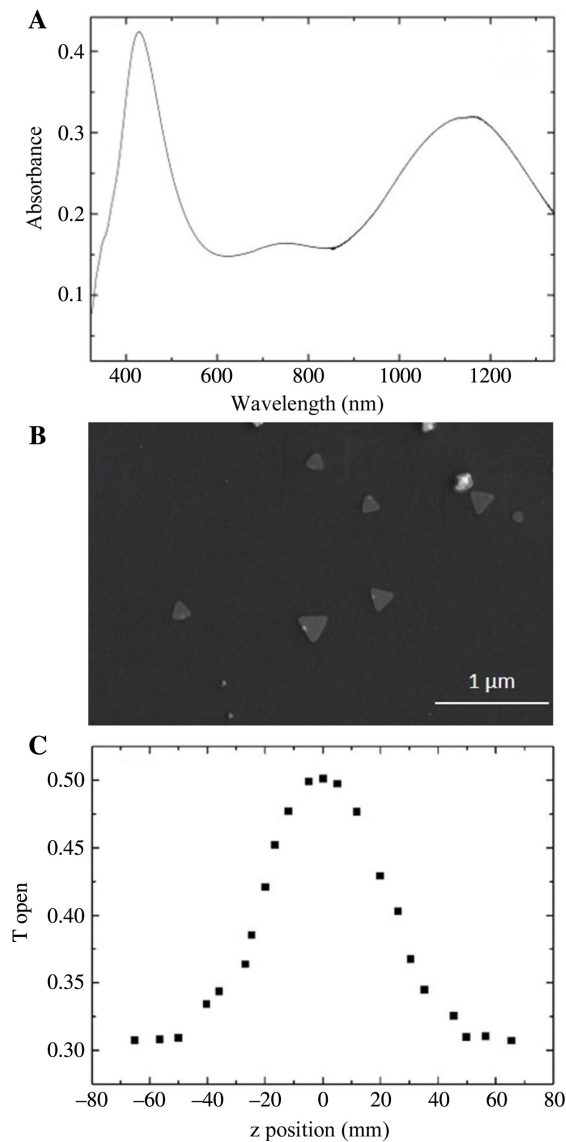 A
0.4
0.3
0.2
0.1
Absorbance
400 600 800 1000 1200
Wavelength (nm)
B
1 µm
C
0.50
0.45
0.40
0.35
0.30
T open
–80 –60 –40 –20 0 20 40 60 80
z position (mm)